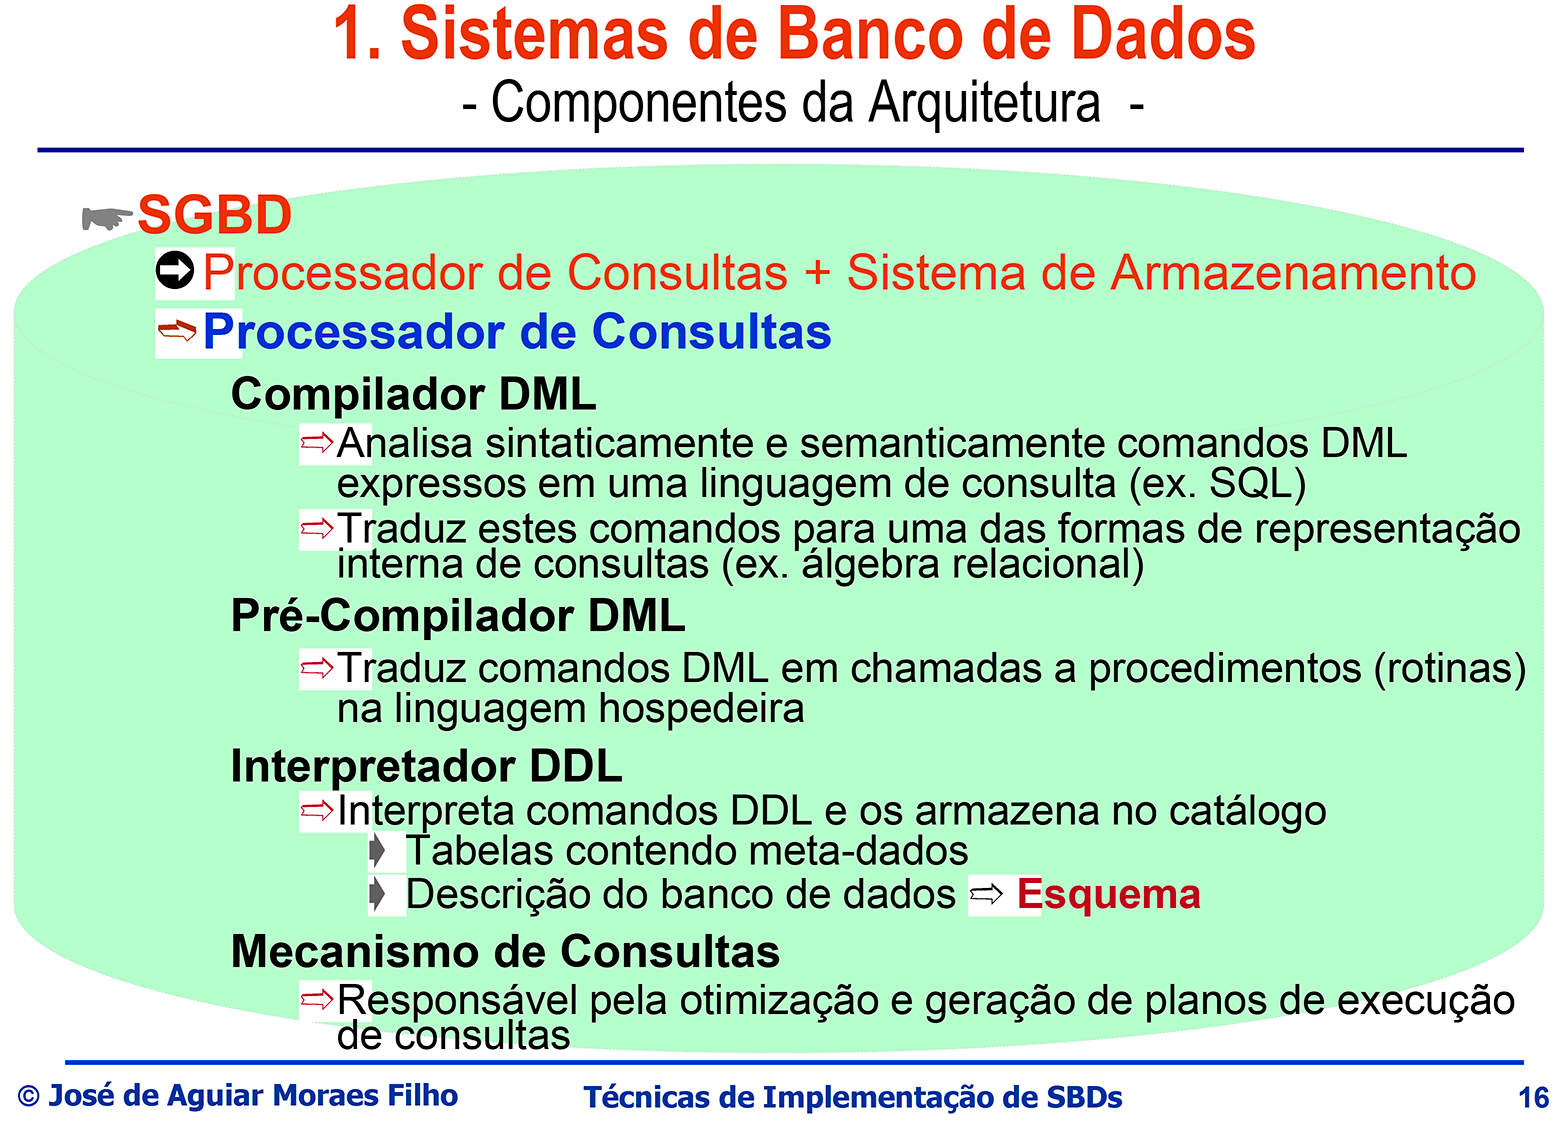 1. Sistemas de Banco de Dados
- Componentes da Arquitetura -
SGBD
Processador de Consultas + Sistema de Armazenamento
Processador de Consultas
Compilador DML
Analisa sintaticamente e semanticamente comandos DML
expressos em uma linguagem de consulta (ex. SQL)
Traduz estes comandos para uma das formas de representação
interna de consultas (ex. álgebra relacional)
Pré-Compilador DML
Traduz comandos DML em chamadas a procedimentos (rotinas)
na linguagem hospedeira
Interpretador DDL
Interpreta comandos DDL e os armazena no catálogo
Tabelas contendo meta-dados
Descrição do banco de dados ⇨ Esquema
Mecanismo de Consultas
Responsável pela otimização e geração de planos de execução
de consultas
© José de Aguiar Moraes Filho Técnicas de Implementação de SBDs 16